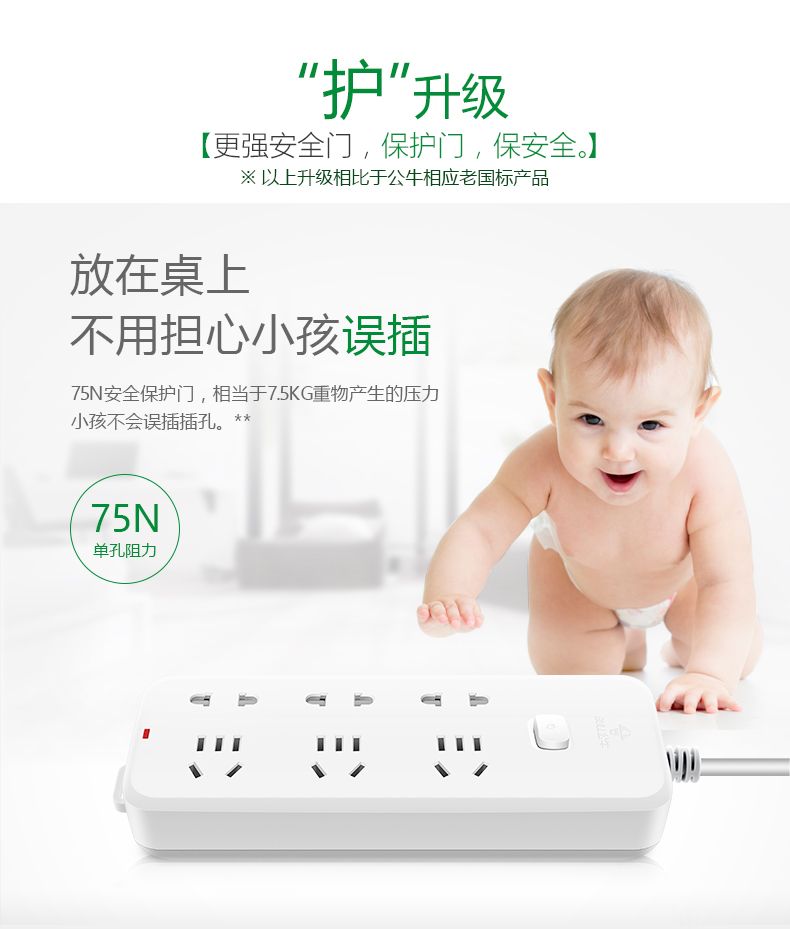 “护”升级
【更强安全门，保护门，保安全。】
※ 以上升级相比于公牛相应老国标产品
放在桌上
不用担心小孩误插
75N安全保护门，相当于7.5KG重物产生的压力
小孩不会误插插孔。**
75N
单孔阻力